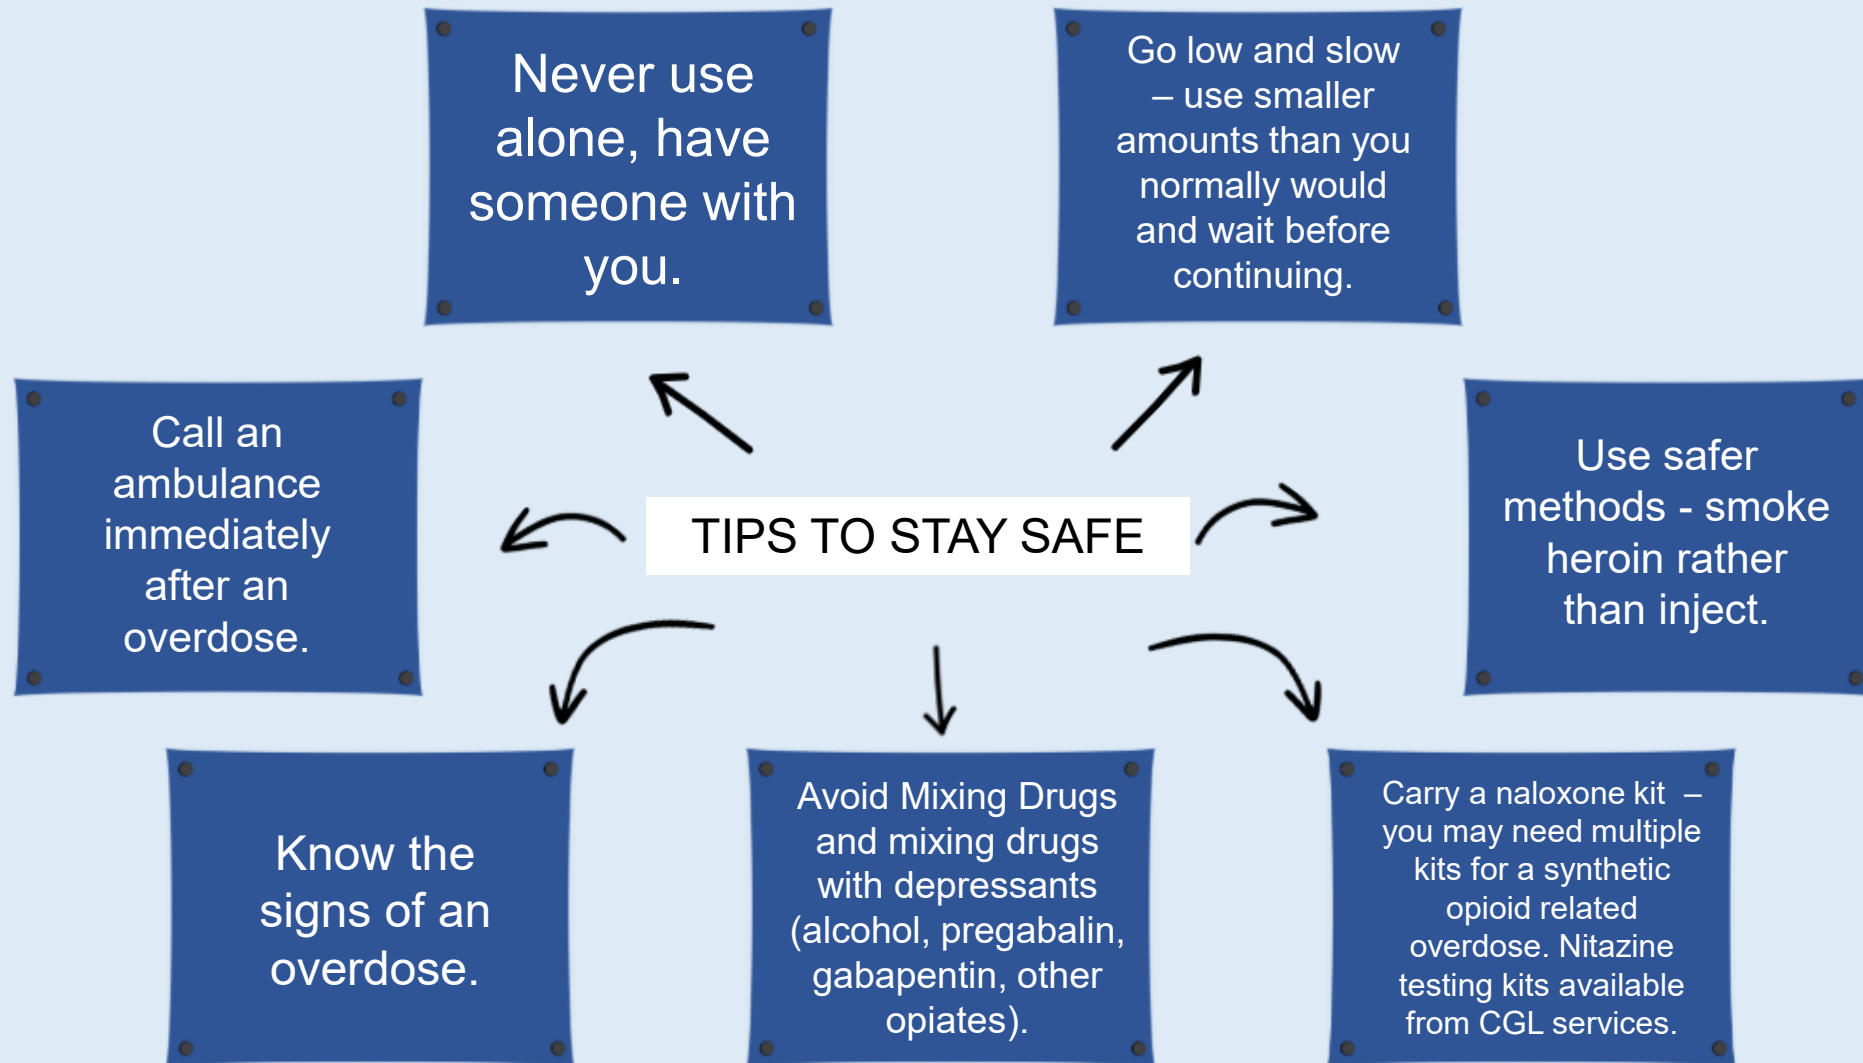 Never use
alone, have
someone with
you.
Go low and slow
– use smaller
amounts than you
normally would
and wait before
continuing.
Call an
ambulance
immediately
after an
overdose.
TIPS TO STAY SAFE
Use safer
methods - smoke
heroin rather
than inject.
Know the
signs of an
overdose.
Avoid Mixing Drugs
and mixing drugs
with depressants
(alcohol, pregabalin,
gabapentin, other
opiates).
Carry a naloxone kit –
you may need multiple
kits for a synthetic
opioid related
overdose. Nitazine
testing kits available
from CGL services.